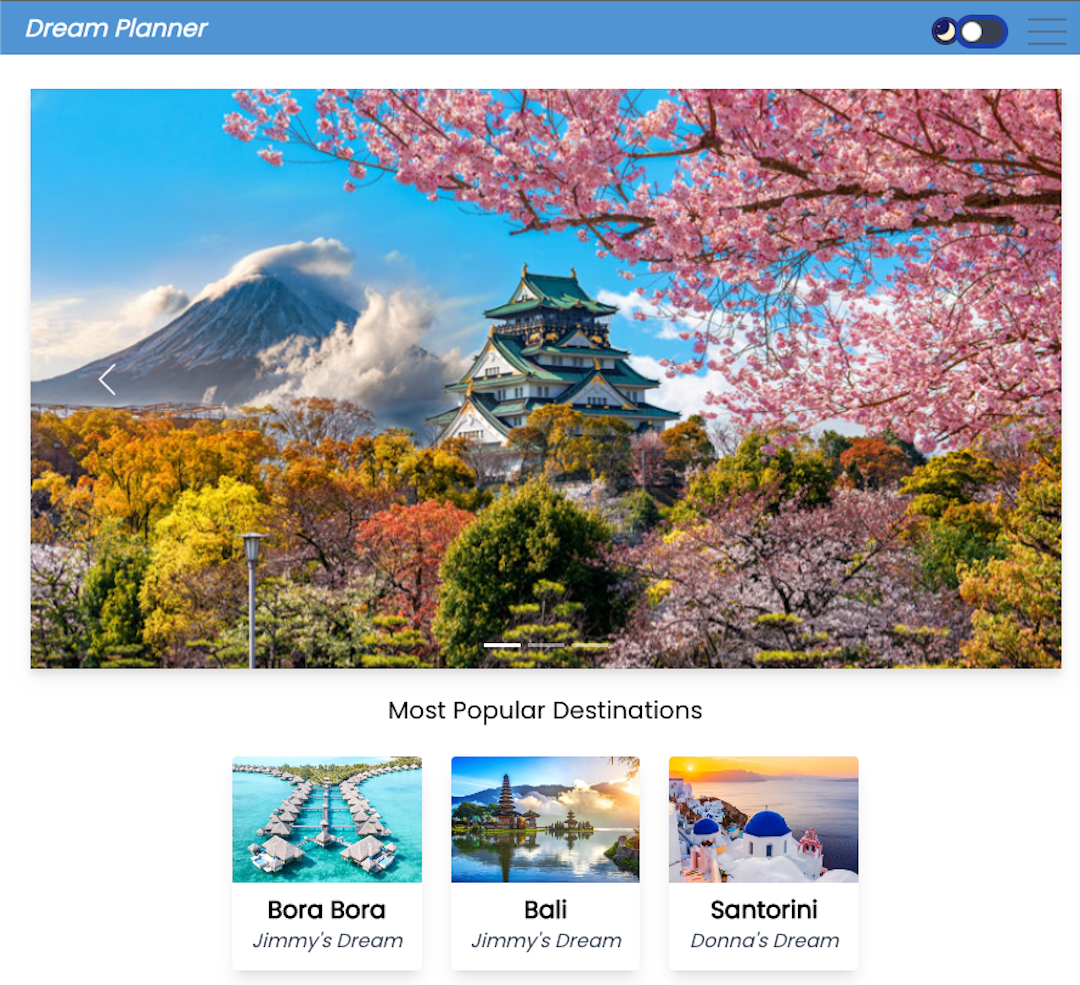 Dream Planner
Most Popular Destinations
Bora Bora
Jimmy's Dream
Bali
Jimmy's Dream
Santorini
Donna's Dream